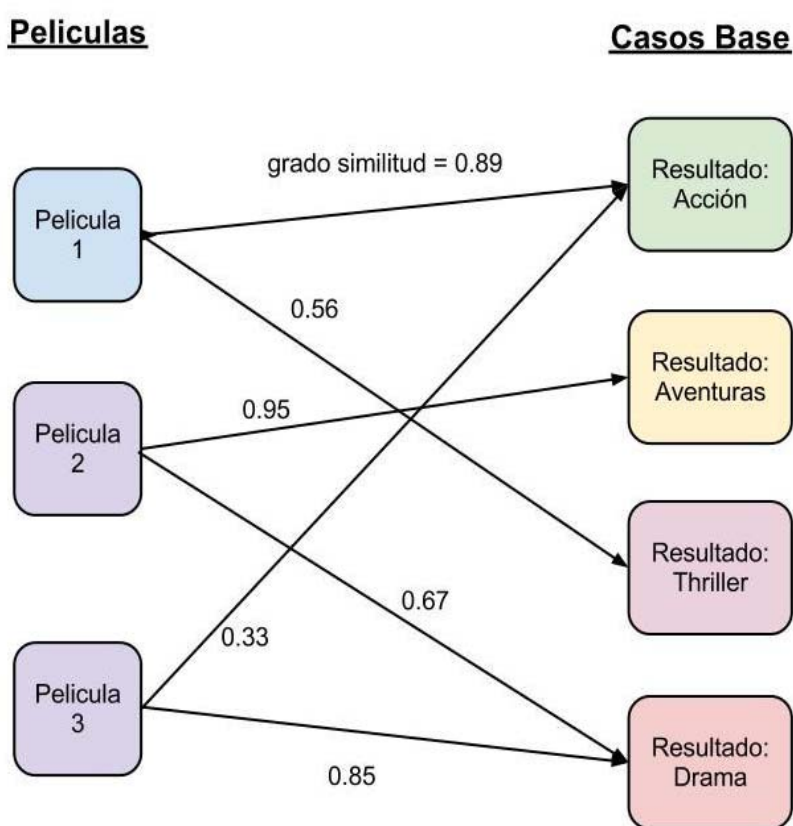 Peliculas
Casos Base
grado similitud = 0.89
Resultado:
Acción
Pelicula
1
0.56
Resultado:
Aventuras
0.95
Pelicula
2
Resultado:
Thriller
0.67
0.33
Pelicula
3
Resultado:
Drama
0.85